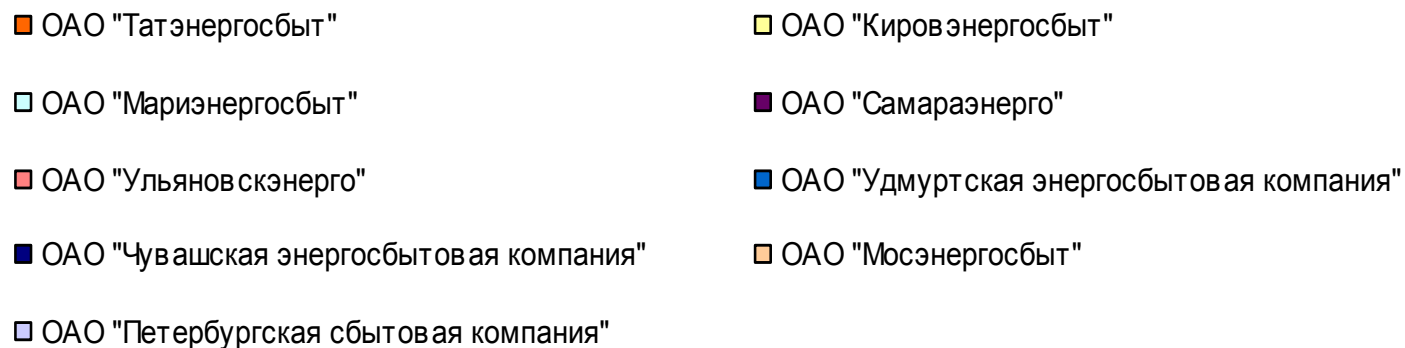 ОАО "Татэнергосбыт"
ОАО "Кировэнергосбыт"
ОАО "Мариэнергосбыт"
ОАО "Самараэнерго"
ОАО "Ульяновскэнерго"
ОАО "Удмуртская энергосбытовая компания"
ОАО "Чувашская энергосбытовая компания"
ОАО "Мосэнергосбыт"
ОАО "Петербургская сбытовая компания"